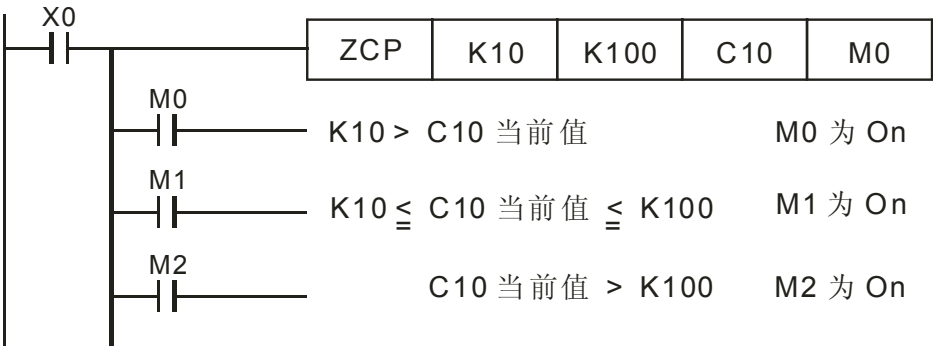 X0
ZCP K10 K100 C10 M0
M0
K10 > C10 当前值 M0 为 On
M1
K10 ≦ C10 当前值 ≦ K100 M1 为 On
M2
C10 当前值 > K100 M2 为 On